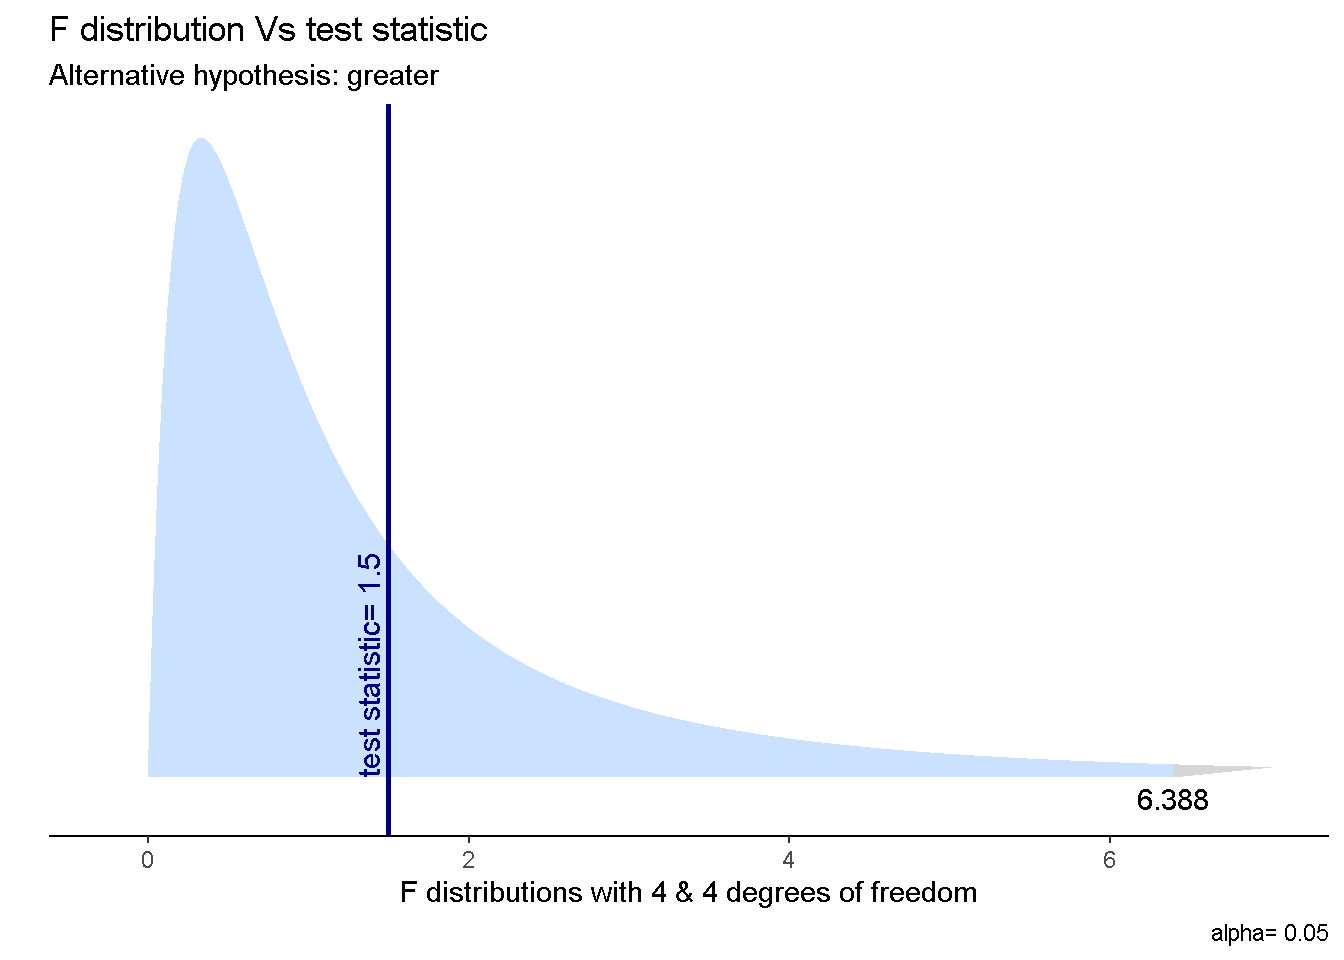 F distribution Vs test statistic
Alternative hypothesis: greater
test statistic= 1.5
6.388
0
2
4
6
F distributions with 4 & 4 degrees of freedom
alpha= 0.05